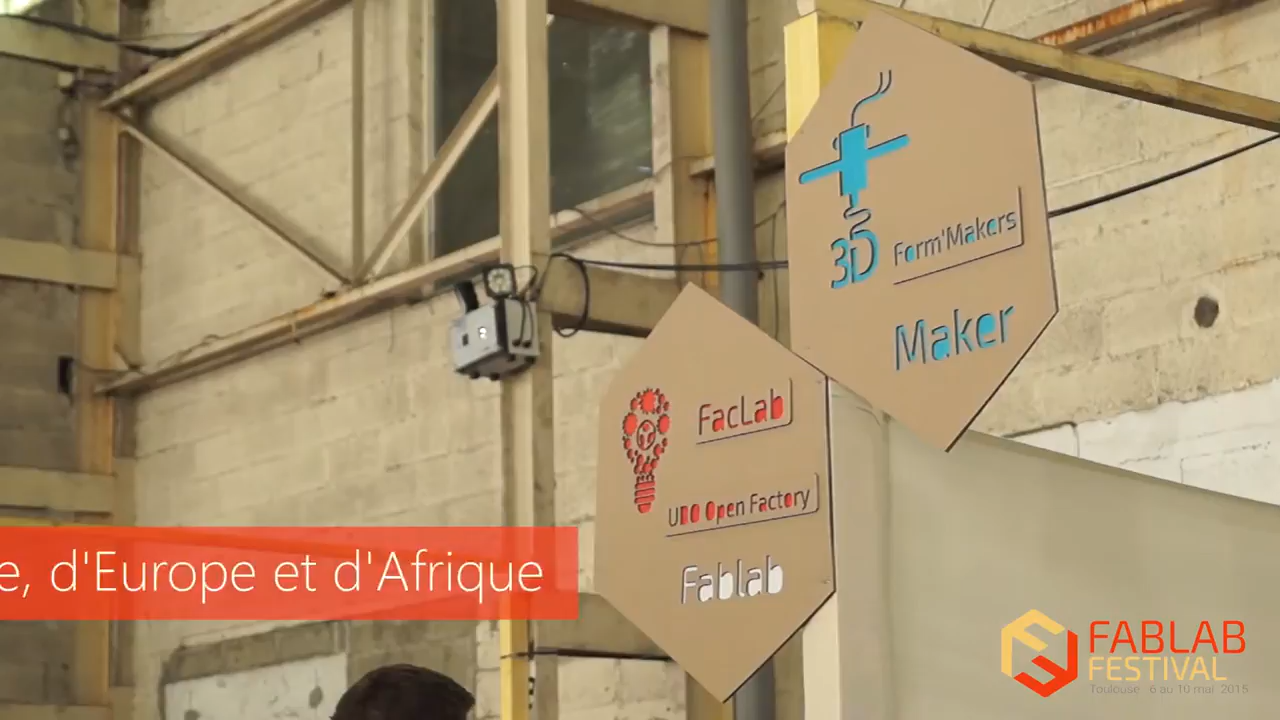 3D
Form'Makers
Maker
FacLab
UBO Open Factory
Fablab
e, d'Europe et d'Afrique
FABLAB
FESTIVAL
Toulouse 6 au 10 mai 2015